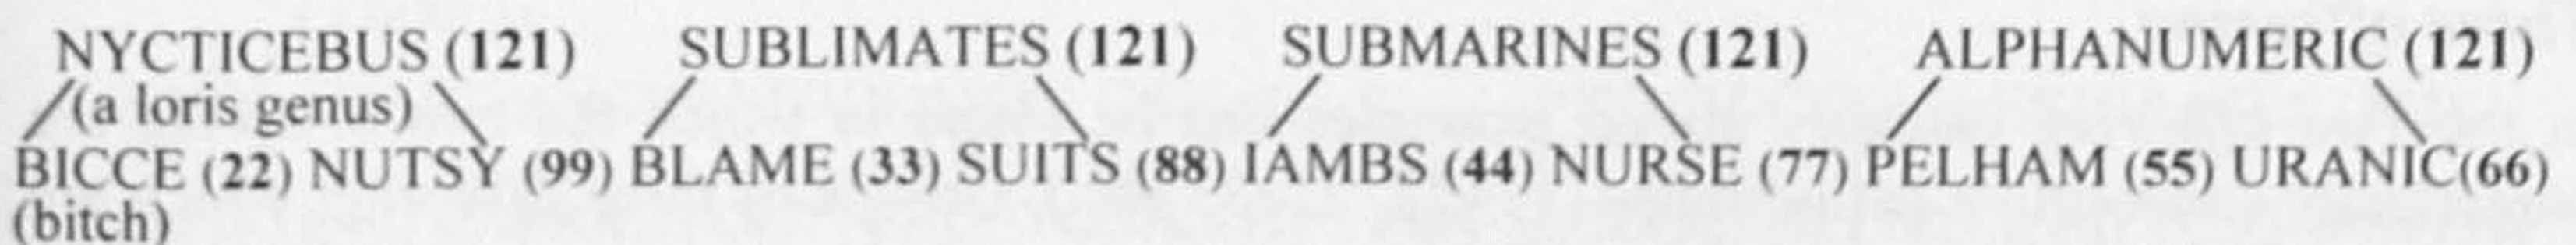 NYCTICEBUS (121) SUBLIMATES (121) SUBMARINES (121) ALPHANUMERIC (121)
(a loris genus)
BICCE (22) NUTSY (99) BLAME (33) SUITS (88) IAMBS (44) NURSE (77) PELHAM (55) URANIC(66)
(bitch)